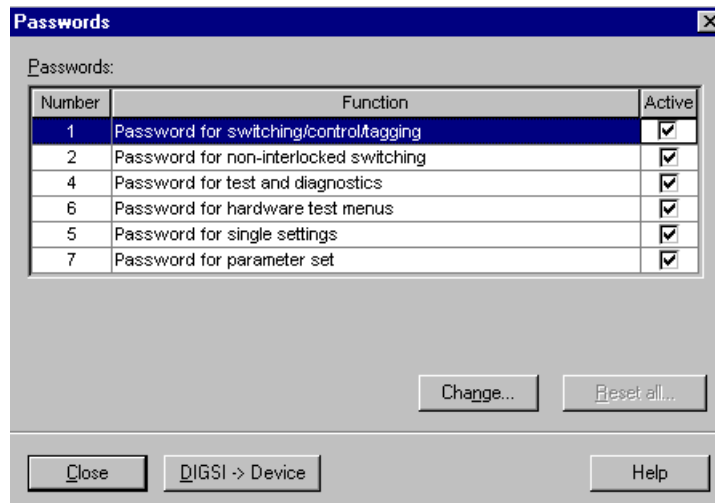 Passwords
Passwords:
Number Function Active
1 Password for switching/control/tagging
2 Password for non-interlocked switching
4 Password for test and diagnostics
6 Password for hardware test menus
5 Password for single settings
7 Password for parameter set
Change... Reset all...
Close DIGSI -> Device Help